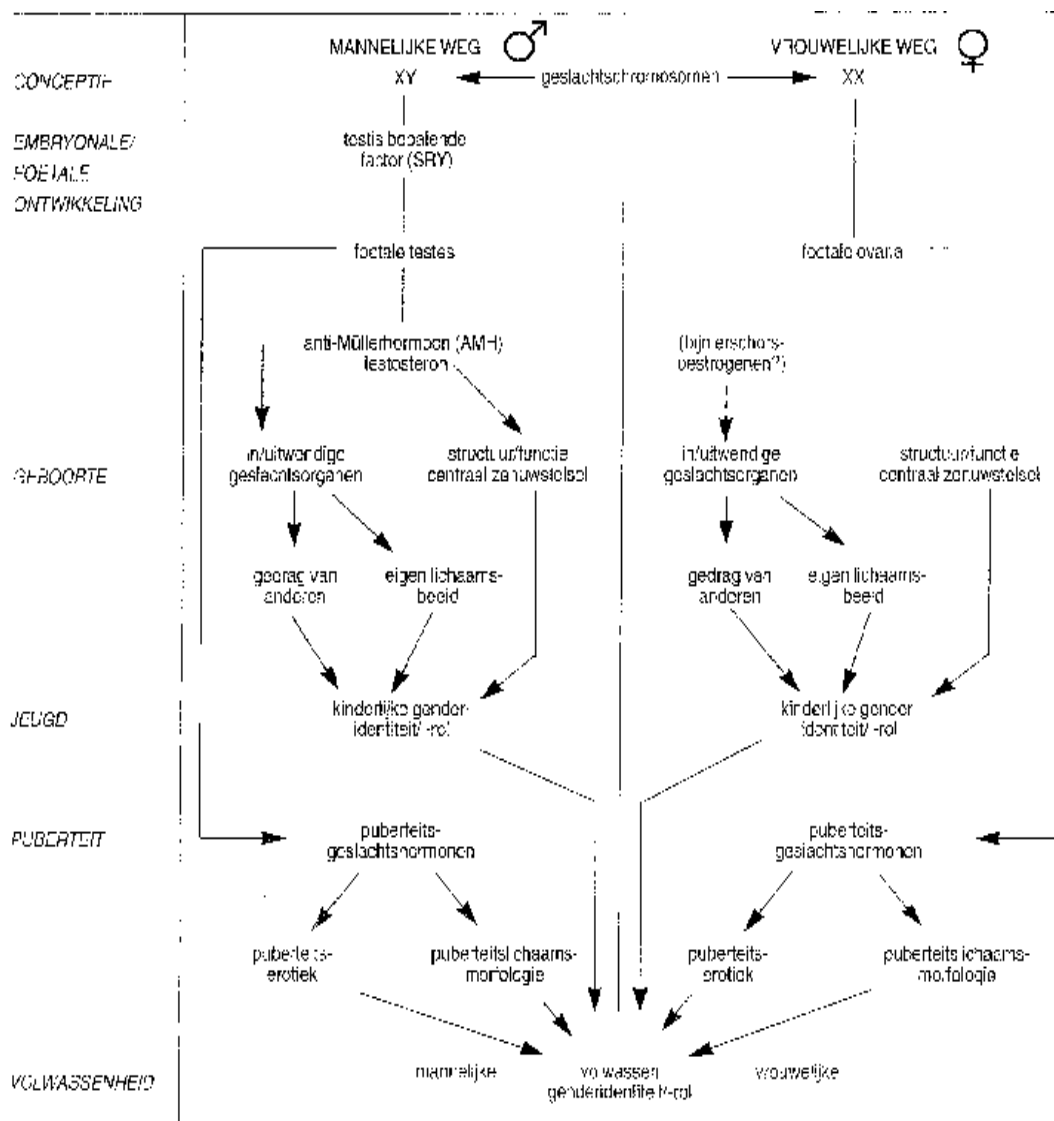 MANNELIJKE WEG
VROUWELIJKE WEG
CONCEPTIE
XY
geslachtschromosomen
XX
EMBRYONALE/
FOETALE
ONTWIKKELING
testis bepalende
factor (SRY)
foetale testes
foetale ovaria
anti-Müllerhormoon (AMH)
testosteron
(bijnierschors-
oestrogenen?)
GEBOORTE
in/uitwendige
geslachtsorganen
structuur/functie
centraal zenuwstelsel
in/uitwendige
geslachtsorganen
structuur/functie
centraal zenuwstelsel
gedrag van
anderen
eigen lichaams-
beeld
gedrag van
anderen
eigen lichaams-
beeld
JEUGD
kinderlijke gender-
identiteit/ -rol
kinderlijke gender
identiteit/ -rol
PUBERTEIT
puberteits-
geslachtshormonen
puberteits-
geslachtshormonen
puberteits-
erotiek
puberteitslichaams-
morfologie
puberteits-
erotiek
puberteitslichaams-
morfologie
VOLWASSENHEID
mannelijke
volwassen
genderidentiteit/-rol
vrouwelijke